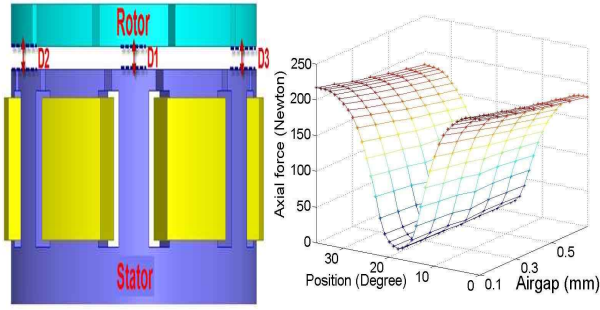 Rotor
D2
D1
D3
Stator
Axial force (Newton)
250
200
150
100
50
0
30
20
10
0
Position (Degree)
0.1
0.3
0.5
Airgap (mm)